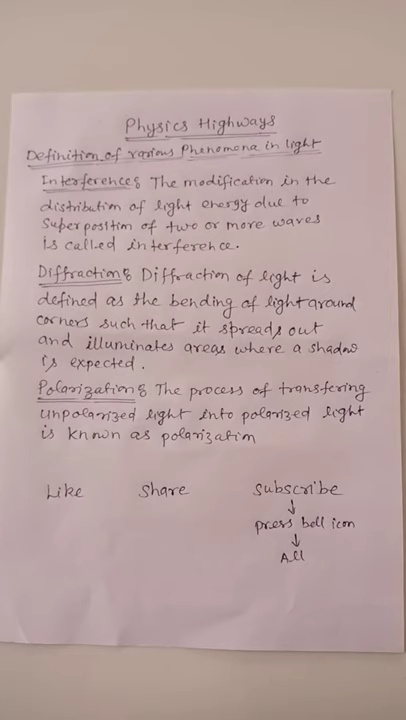 Physics Highways
Definition of various Phenomena in light
Interference: The modification in the
distribution of light energy due to
Superposition of two or more waves
is called interference.
Diffraction: Diffraction of light is
defined as the bending of light around
corners such that it spreads out
and illuminates areas where a shadow
is expected.
Polarization: The process of transfering
unpolarized light into polarized light
is known as polarization
Like Share Subscribe
↓
press bell icon
↓
All